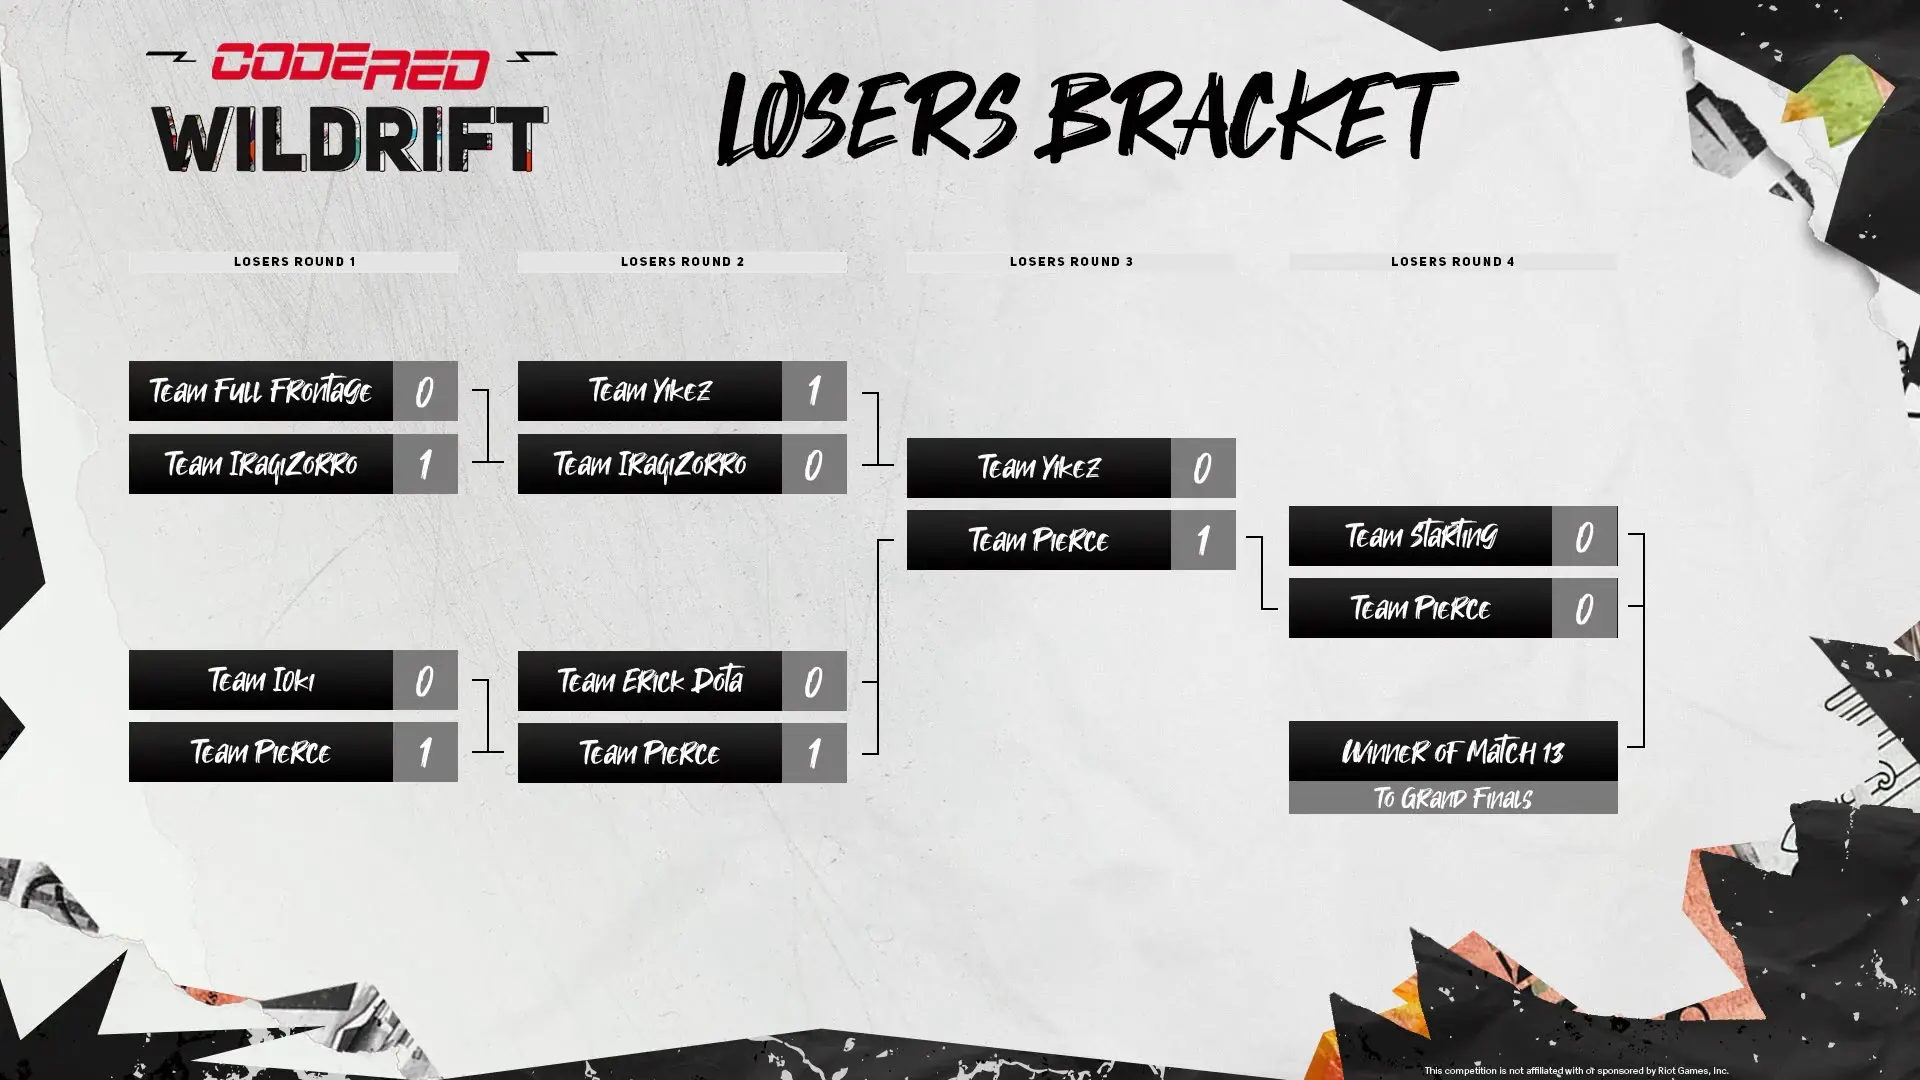 CODERED
WILDRIFT
LOSERS BRACKET
LOSERS ROUND 1
LOSERS ROUND 2
LOSERS ROUND 3
LOSERS ROUND 4
Team Full Frontage 0
Team IraqiZorro 1
Team Ioki 0
Team Pierce 1
Team Yikez 1
Team IraqiZorro 0
Team Erick Dota 0
Team Pierce 1
Team Yikez 0
Team Pierce 1
Team Starting 0
Team Pierce 0
Winner of Match 13
To Grand Finals
This competition is not affiliated with or sponsored by Riot Games, Inc.